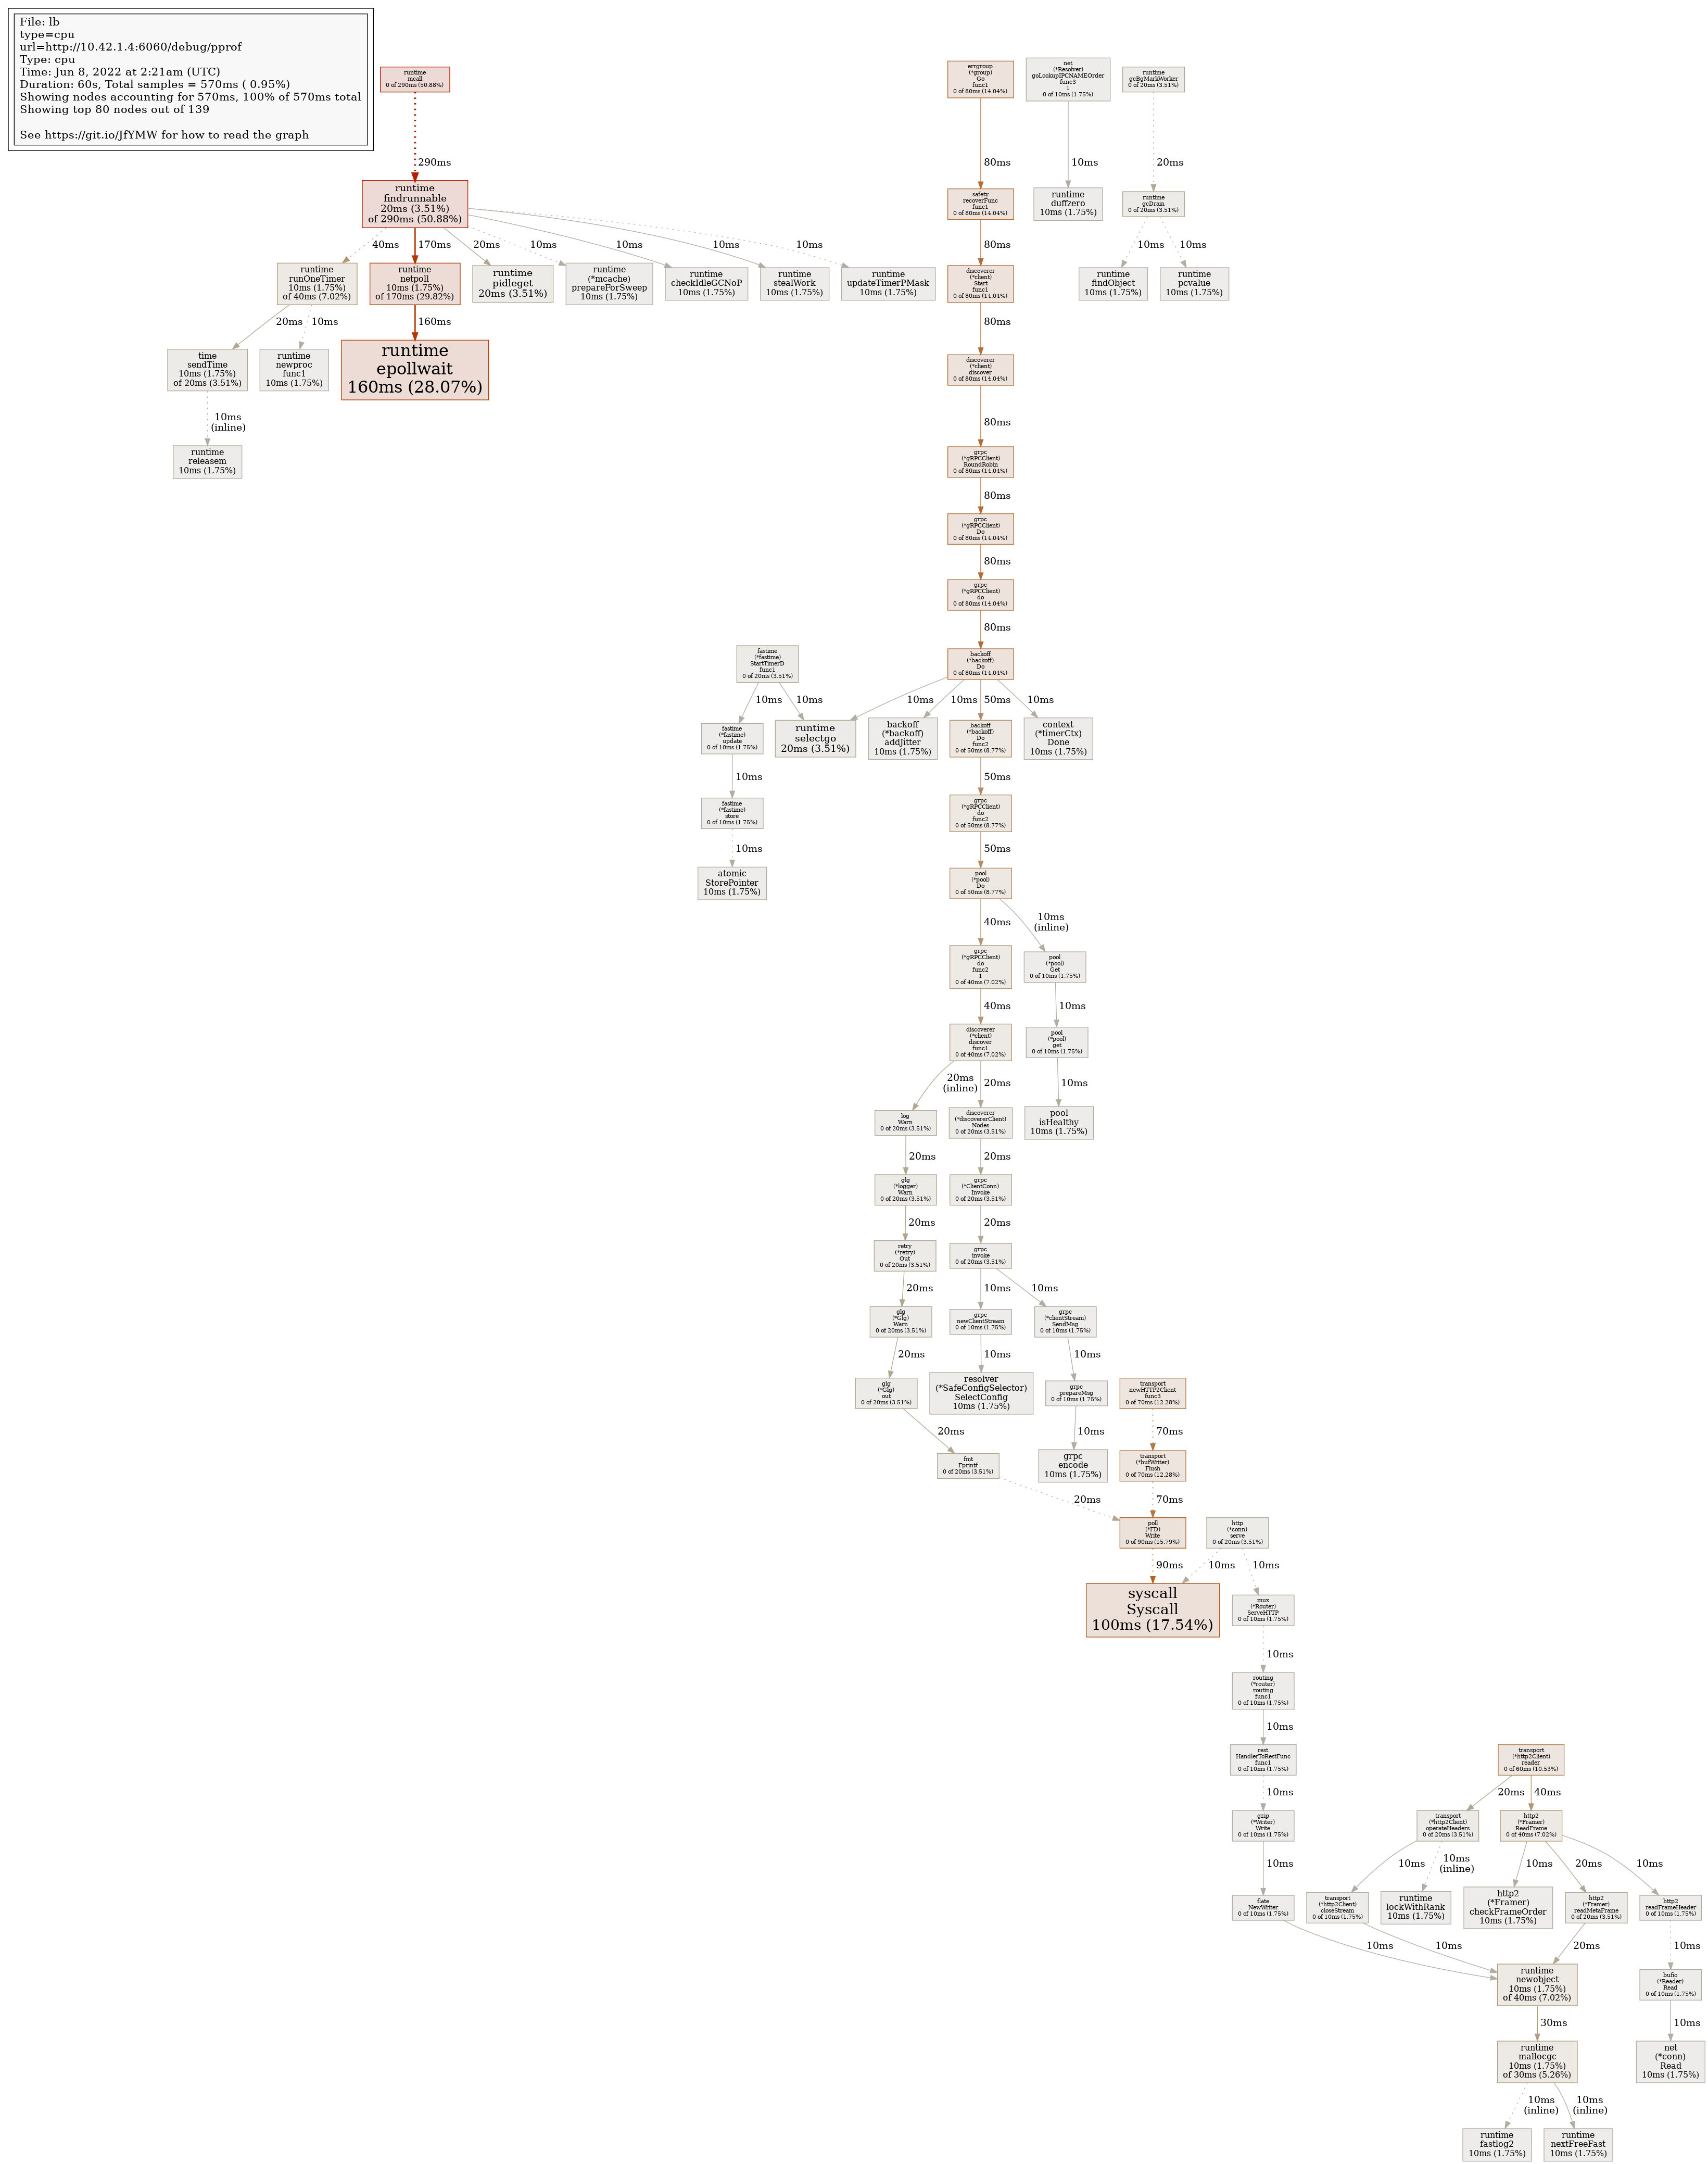 File: lb
type=cpu
url=http://10.42.1.4:6060/debug/pprof
Type: cpu
Time: Jun 8, 2022 at 2:21am (UTC)
Duration: 60s, Total samples = 570ms ( 0.95%)
Showing nodes accounting for 570ms, 100% of 570ms total
Showing top 80 nodes out of 139
See https://git.io/JfYMW for how to read the graph
runtime
mcall
0 of 290ms (50.88%)
errgroup
(*group)
Go
func1
0 of 80ms (14.04%)
net
(*Resolver)
goLookupIPCNAMEOrder
func3
1
0 of 10ms (1.75%)
runtime
gcBgMarkWorker
0 of 20ms (3.51%)
290ms
80ms
10ms
20ms
runtime
findrunnable
20ms (3.51%)
of 290ms (50.88%)
safety
recoverFunc
func1
0 of 80ms (14.04%)
runtime
duffzero
10ms (1.75%)
runtime
gcDrain
0 of 20ms (3.51%)
40ms
170ms
20ms
10ms
10ms
10ms
10ms
80ms
10ms
10ms
runtime
runOneTimer
10ms (1.75%)
of 40ms (7.02%)
runtime
netpoll
10ms (1.75%)
of 170ms (29.82%)
runtime
pidleget
20ms (3.51%)
runtime
(*mcache)
prepareForSweep
10ms (1.75%)
runtime
checkIdleGCNoP
10ms (1.75%)
runtime
stealWork
10ms (1.75%)
runtime
updateTimerPMask
10ms (1.75%)
discoverer
(*client)
Start
func1
0 of 80ms (14.04%)
runtime
findObject
10ms (1.75%)
runtime
pcvalue
10ms (1.75%)
20ms
10ms
160ms
80ms
time
sendTime
10ms (1.75%)
of 20ms (3.51%)
runtime
newproc
func1
10ms (1.75%)
runtime
epollwait
160ms (28.07%)
discoverer
(*client)
discover
0 of 80ms (14.04%)
10ms
(inline)
80ms
runtime
releasem
10ms (1.75%)
grpc
(*gRPCClient)
RoundRobin
0 of 80ms (14.04%)
80ms
grpc
(*gRPCClient)
Do
0 of 80ms (14.04%)
80ms
grpc
(*gRPCClient)
do
0 of 80ms (14.04%)
80ms
fastime
(*fastime)
StartTimerD
func1
0 of 20ms (3.51%)
backoff
(*backoff)
Do
0 of 80ms (14.04%)
10ms
10ms
10ms
10ms
50ms
10ms
fastime
(*fastime)
update
0 of 10ms (1.75%)
runtime
selectgo
20ms (3.51%)
backoff
(*backoff)
addJitter
10ms (1.75%)
backoff
(*backoff)
Do
func2
0 of 50ms (8.77%)
context
(*timerCtx)
Done
10ms (1.75%)
10ms
50ms
fastime
(*fastime)
store
0 of 10ms (1.75%)
grpc
(*gRPCClient)
do
func2
0 of 50ms (8.77%)
10ms
50ms
atomic
StorePointer
10ms (1.75%)
pool
(*pool)
Do
0 of 50ms (8.77%)
40ms
10ms
(inline)
grpc
(*gRPCClient)
do
func2
1
0 of 40ms (7.02%)
pool
(*pool)
Get
0 of 10ms (1.75%)
40ms
10ms
discoverer
(*client)
discover
func1
0 of 40ms (7.02%)
pool
(*pool)
get
0 of 10ms (1.75%)
20ms
(inline)
20ms
10ms
log
Warn
0 of 20ms (3.51%)
discoverer
(*discovererClient)
Nodes
0 of 20ms (3.51%)
pool
isHealthy
10ms (1.75%)
20ms
20ms
glg
(*logger)
Warn
0 of 20ms (3.51%)
grpc
(*ClientConn)
Invoke
0 of 20ms (3.51%)
20ms
20ms
retry
(*retry)
Out
0 of 20ms (3.51%)
grpc
invoke
0 of 20ms (3.51%)
20ms
10ms
10ms
glg
(*Glg)
Warn
0 of 20ms (3.51%)
grpc
newClientStream
0 of 10ms (1.75%)
grpc
(*clientStream)
SendMsg
0 of 10ms (1.75%)
20ms
10ms
10ms
glg
(*Glg)
out
0 of 20ms (3.51%)
resolver
(*SafeConfigSelector)
SelectConfig
10ms (1.75%)
grpc
prepareMsg
0 of 10ms (1.75%)
transport
newHTTP2Client
func3
0 of 70ms (12.28%)
20ms
10ms
70ms
fmt
Fprintf
0 of 20ms (3.51%)
grpc
encode
10ms (1.75%)
transport
(*bufWriter)
Flush
0 of 70ms (12.28%)
20ms
70ms
poll
(*FD)
Write
0 of 90ms (15.79%)
http
(*conn)
serve
0 of 20ms (3.51%)
90ms
10ms
10ms
syscall
Syscall
100ms (17.54%)
mux
(*Router)
ServeHTTP
0 of 10ms (1.75%)
10ms
routing
(*router)
routing
func1
0 of 10ms (1.75%)
10ms
rest
HandlerToRestFunc
func1
0 of 10ms (1.75%)
transport
(*http2Client)
reader
0 of 60ms (10.53%)
10ms
20ms
40ms
gzip
(*Writer)
Write
0 of 10ms (1.75%)
transport
(*http2Client)
operateHeaders
0 of 20ms (3.51%)
http2
(*Framer)
ReadFrame
0 of 40ms (7.02%)
10ms
10ms
10ms
(inline)
10ms
20ms
10ms
flate
NewWriter
0 of 10ms (1.75%)
transport
(*http2Client)
closeStream
0 of 10ms (1.75%)
runtime
lockWithRank
10ms (1.75%)
http2
(*Framer)
checkFrameOrder
10ms (1.75%)
http2
(*Framer)
readMetaFrame
0 of 20ms (3.51%)
http2
readFrameHeader
0 of 10ms (1.75%)
10ms
10ms
20ms
10ms
runtime
newobject
10ms (1.75%)
of 40ms (7.02%)
bufio
(*Reader)
Read
0 of 10ms (1.75%)
30ms
10ms
runtime
mallocgc
10ms (1.75%)
of 30ms (5.26%)
net
(*conn)
Read
10ms (1.75%)
10ms
(inline)
10ms
(inline)
runtime
fastlog2
10ms (1.75%)
runtime
nextFreeFast
10ms (1.75%)